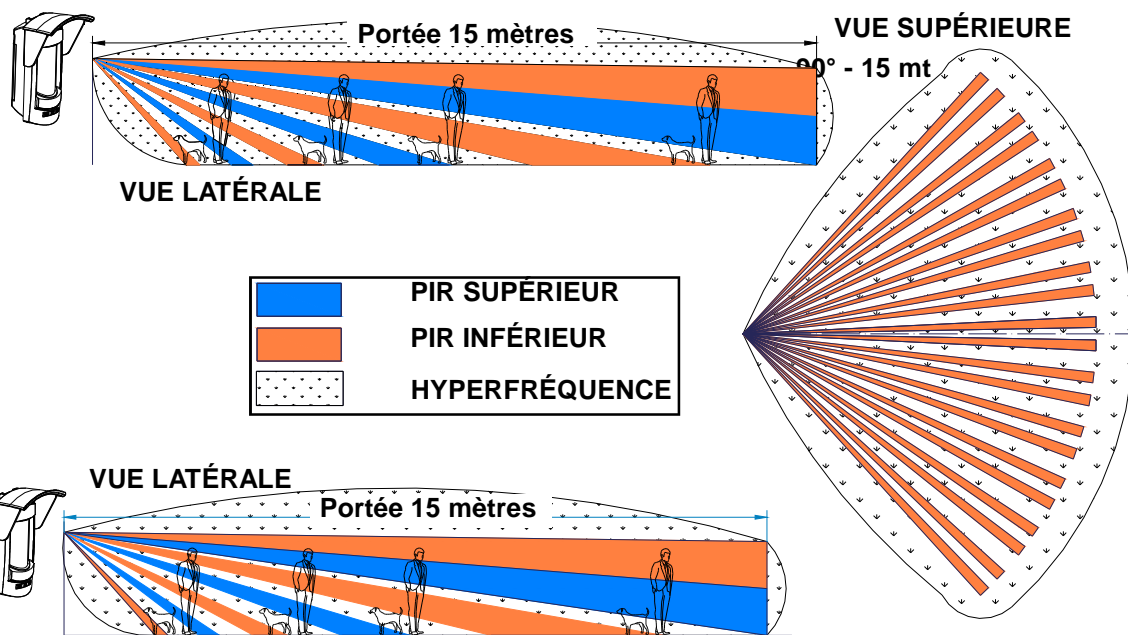 Portée 15 mètres
VUE SUPÉRIEURE
90° - 15 mt
VUE LATÉRALE
PIR SUPÉRIEUR
PIR INFÉRIEUR
HYPERFRÉQUENCE
VUE LATÉRALE
Portée 15 mètres